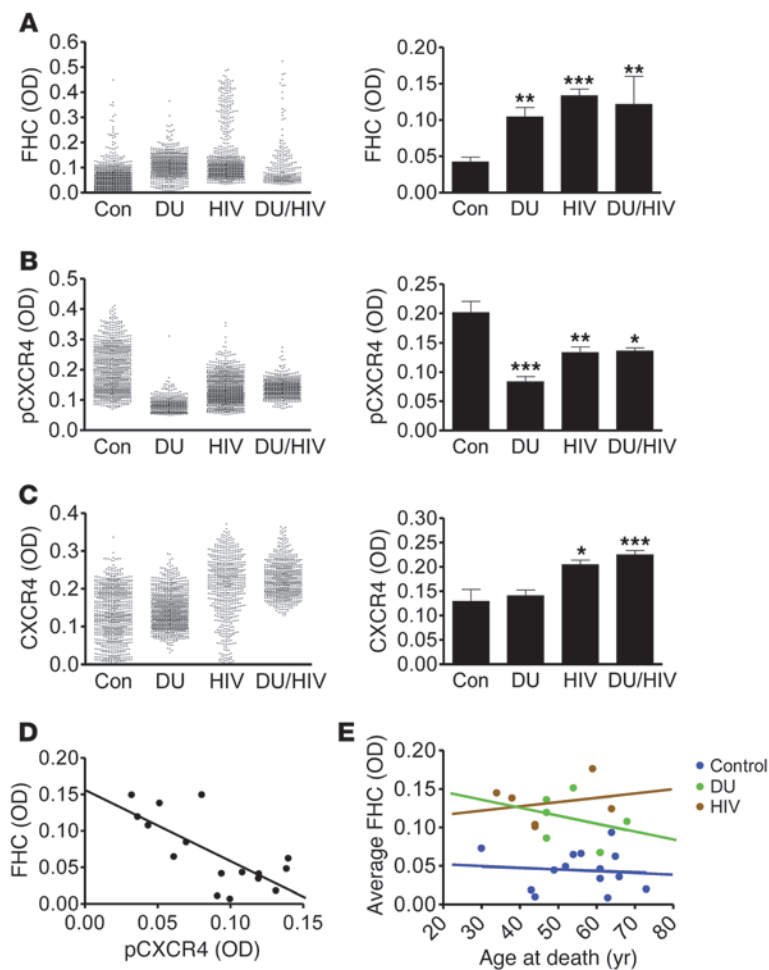 A
FHC (OD)
0.6
0.5
0.4
0.3
0.2
0.1
0.0
Con DU HIV DU/HIV
FHC (OD)
0.20
0.15
0.10
0.05
0.00
** *** **
Con DU HIV DU/HIV
B
pCXCR4 (OD)
0.5
0.4
0.3
0.2
0.1
0.0
Con DU HIV DU/HIV
pCXCR4 (OD)
0.25
0.20
0.15
0.10
0.05
0.00
*** ** *
Con DU HIV DU/HIV
C
CXCR4 (OD)
0.4
0.3
0.2
0.1
0.0
Con DU HIV DU/HIV
CXCR4 (OD)
0.30
0.25
0.20
0.15
0.10
0.05
0.00
* ***
Con DU HIV DU/HIV
D
FHC (OD)
0.20
0.15
0.10
0.05
0.00
0.00 0.05 0.10 0.15
pCXCR4 (OD)
E
Average FHC (OD)
0.20
0.15
0.10
0.05
0.00
20 30 40 50 60 70 80
Age at death (yr)
Control
DU
HIV